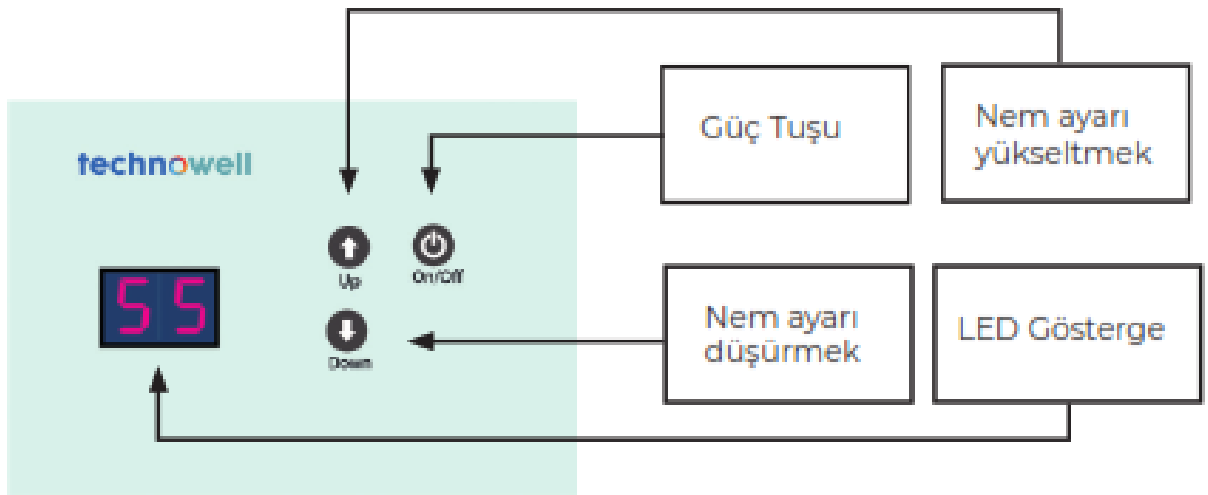 Güç Tuşu
Nem ayarı
yükseltmek
technowell
Up
On/Off
55
Down
Nem ayarı
düşürmek
LED Gösterge